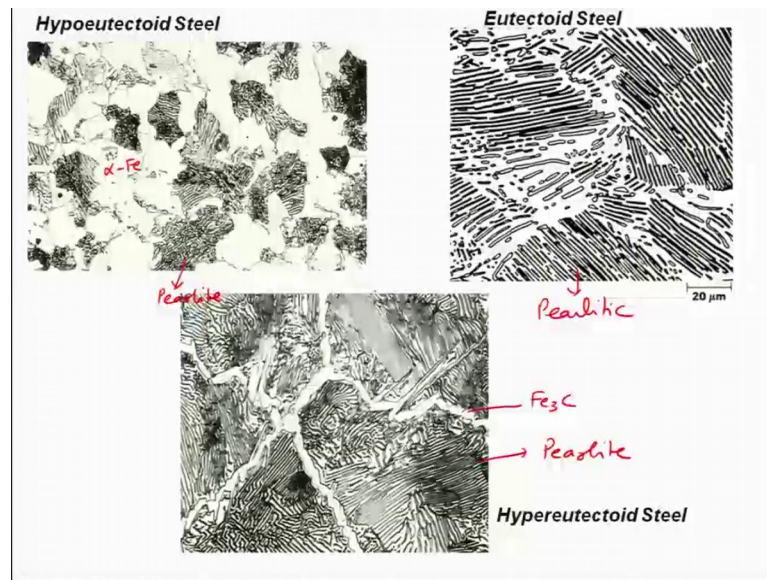 Hypoeutectoid Steel
Eutectoid Steel
α-Fe
Pearlite
Pearlitic
20 µm
Fe₃C
Pearlite
Hypereutectoid Steel